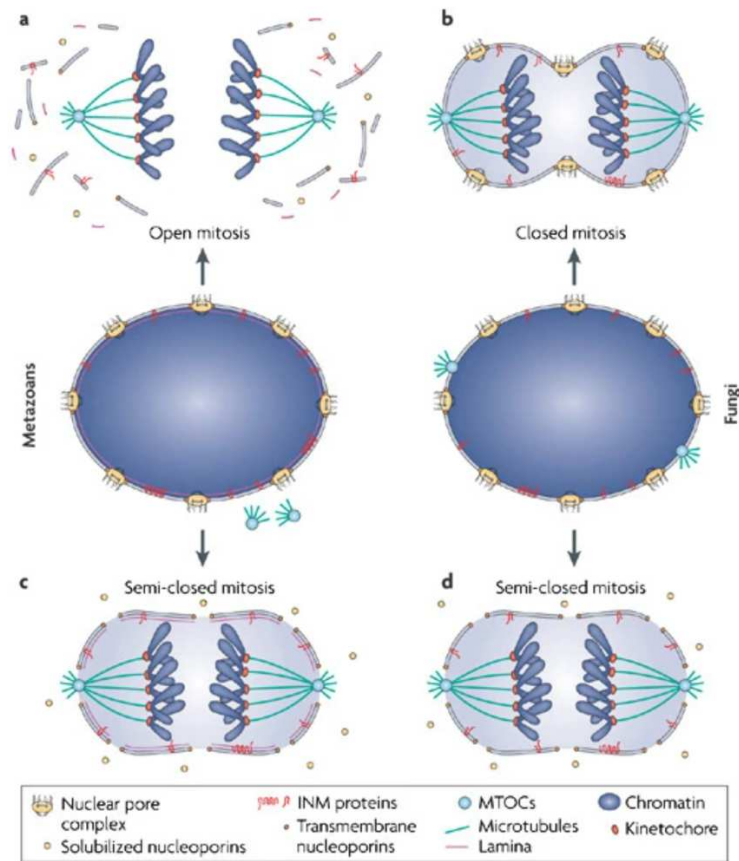 a
b
Open mitosis
Closed mitosis
Metazoans
Fungi
c
Semi-closed mitosis
d
Semi-closed mitosis
Nuclear pore
complex
Solubilized nucleoporins
INM proteins
Transmembrane
nucleoporins
MTOCs
Microtubules
Lamina
Chromatin
Kinetochore